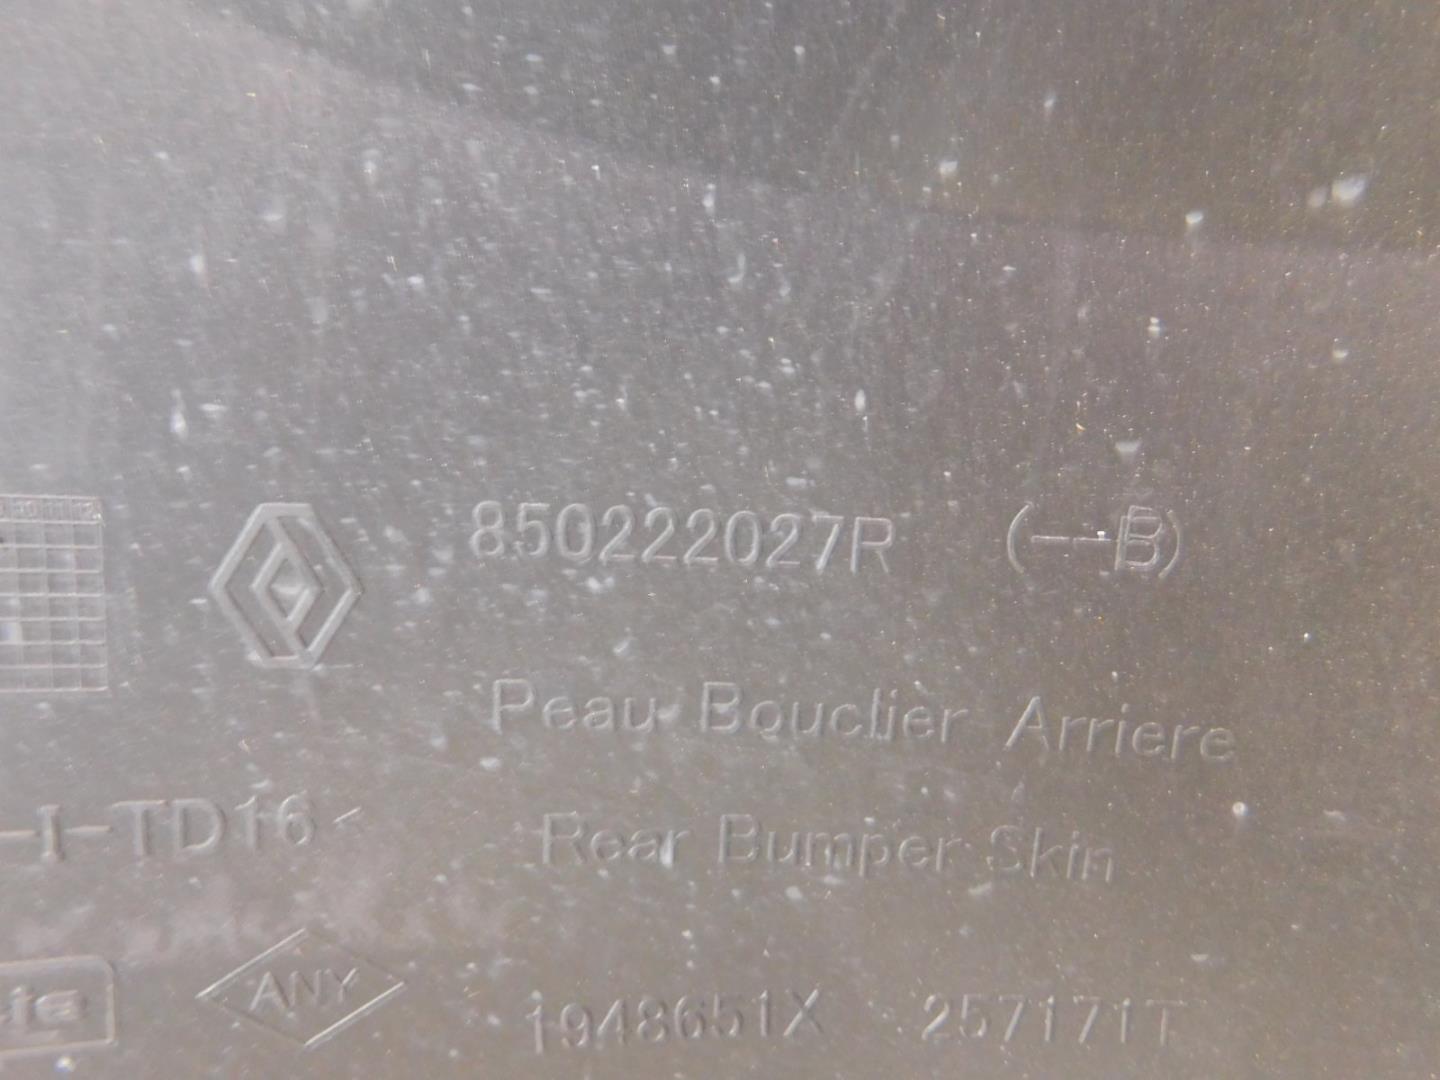 850222027R (--B)
Peau Bouclier Arriere
-I-TD16<
Rear Bumper Skin
ANY
1948651X 257171T